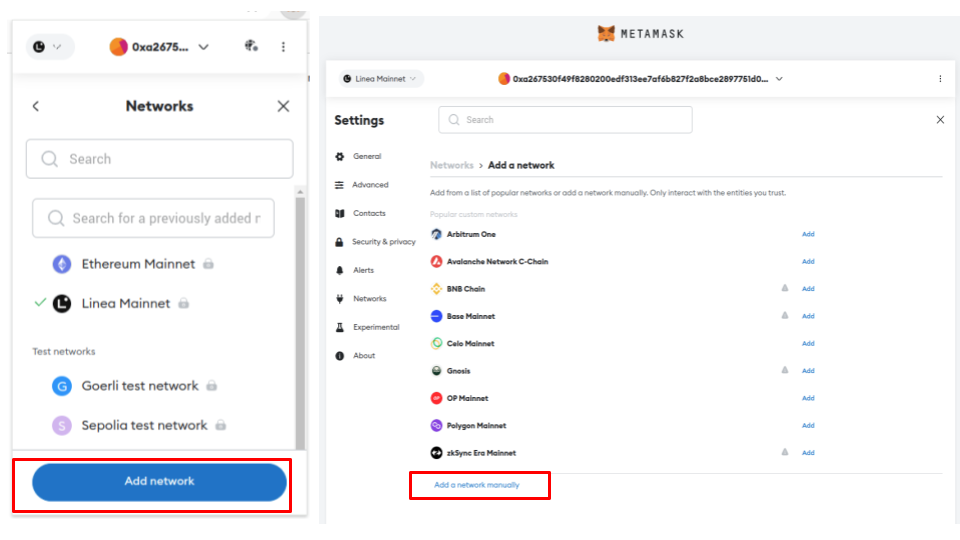 0xa2675...
Networks
Search
Search for a previously added r
Ethereum Mainnet
Linea Mainnet
Test networks
G Goerli test network
S Sepolia test network
Add network
METAMASK
Linea Mainnet
0xa267530f49f8280200edf313ee7af6b827f2a8bce2897751d0...
Settings
Search
General
Advanced
Contacts
Security & privacy
Alerts
Networks
Experimental
About
Networks > Add a network
Add from a list of popular networks or add a network manually. Only interact with the entities you trust.
Popular custom networks
Arbitrum One Add
Avalanche Network C-Chain Add
BNB Chain Add
Base Mainnet Add
Celo Mainnet Add
Gnosis Add
OP OP Mainnet Add
Polygon Mainnet Add
zkSync Era Mainnet Add
Add a network manually